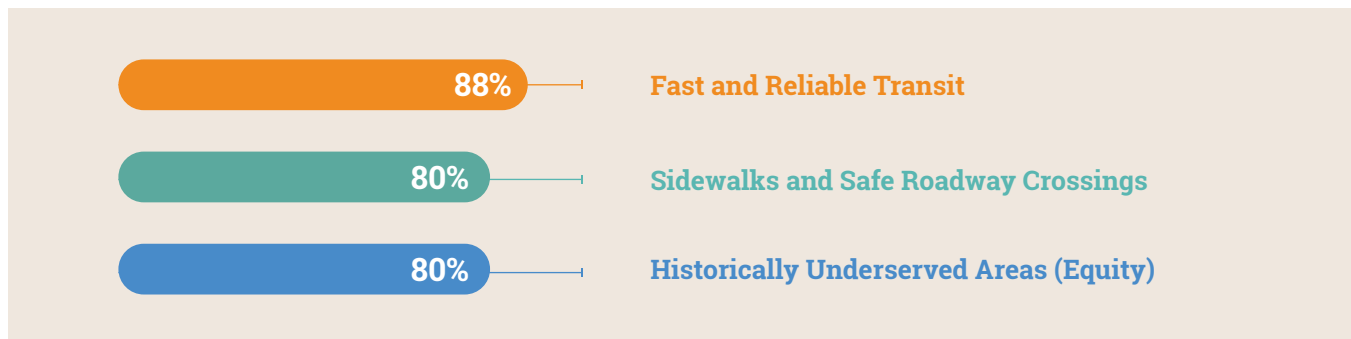 88% Fast and Reliable Transit
80% Sidewalks and Safe Roadway Crossings
80% Historically Underserved Areas (Equity)